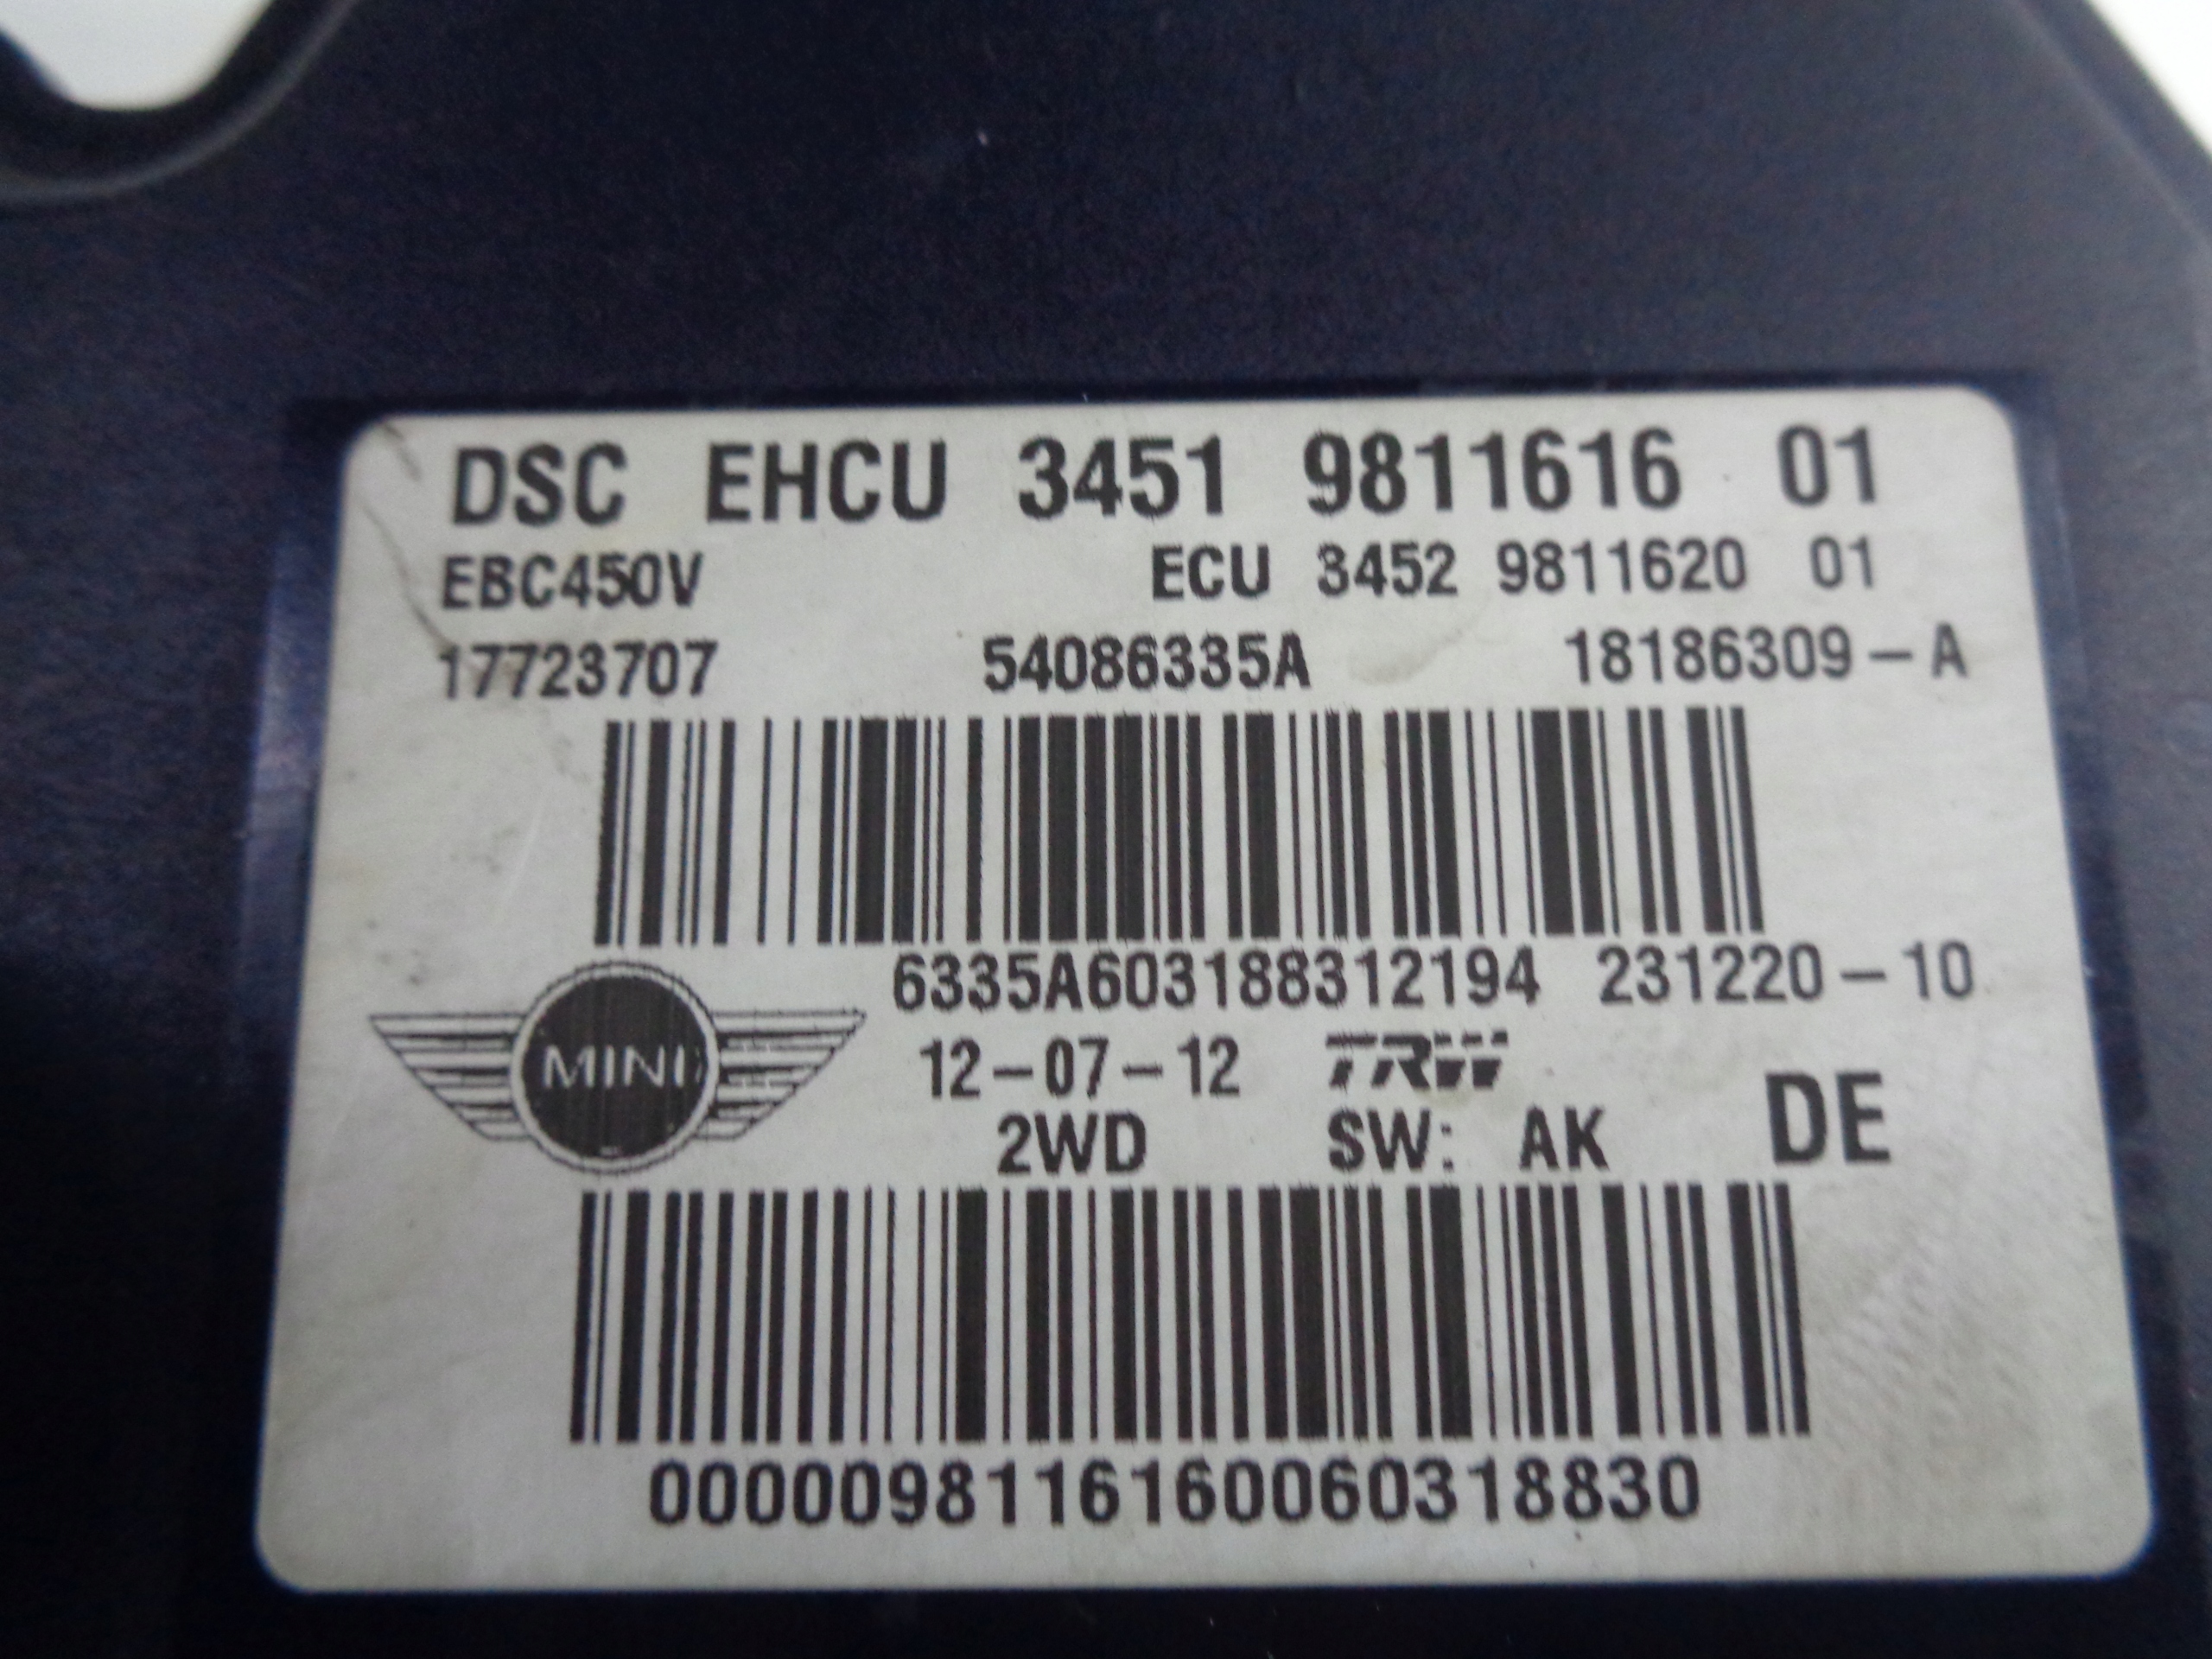 DSC EHCU 3451 9811616 01
EBC450V ECU 3452 9811620 01
17723707 54086335A 18186309-A
6335A603188312194 231220-10
MINI 12-07-12 TRW
2WD SW: AK DE
0000098116160060318830